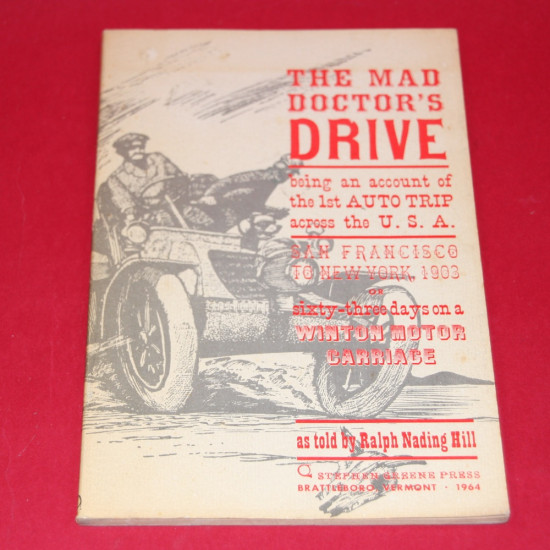 THE MAD
DOCTOR'S
DRIVE
being an account of
the 1st AUTO TRIP
across the U. S. A.
SAN FRANCISCO
TO NEW YORK, 1903
or
sixty-three days on a
WINTON MOTOR
CARRIAGE
as told by Ralph Nading Hill
STEPHEN GREENE PRESS
BRATTLEBORO VERMONT · 1964